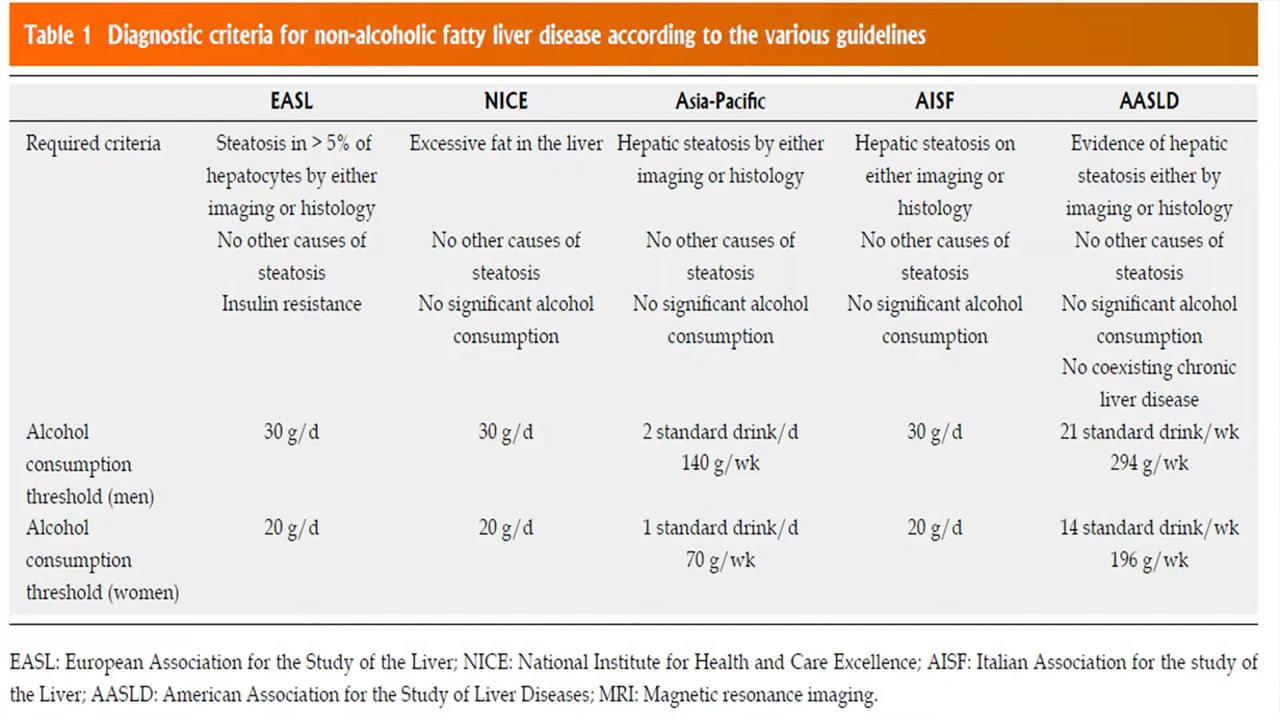 Table 1 Diagnostic criteria for non-alcoholic fatty liver disease according to the various guidelines
EASL NICE Asia-Pacific AISF AASLD
Required criteria Steatosis in > 5% of Excessive fat in the liver Hepatic steatosis by either Hepatic steatosis on Evidence of hepatic
hepatocytes by either imaging or histology either imaging or steatosis either by
imaging or histology histology imaging or histology
No other causes of No other causes of No other causes of No other causes of No other causes of
steatosis steatosis steatosis steatosis steatosis
Insulin resistance No significant alcohol No significant alcohol No significant alcohol No significant alcohol
consumption consumption consumption consumption
No coexisting chronic
liver disease
Alcohol 30 g/d 30 g/d 2 standard drink/d 30 g/d 21 standard drink/wk
consumption 140 g/wk 294 g/wk
threshold (men)
Alcohol 20 g/d 20 g/d 1 standard drink/d 20 g/d 14 standard drink/wk
consumption 70 g/wk 196 g/wk
threshold (women)
EASL: European Association for the Study of the Liver; NICE: National Institute for Health and Care Excellence; AISF: Italian Association for the study of
the Liver; AASLD: American Association for the Study of Liver Diseases; MRI: Magnetic resonance imaging.